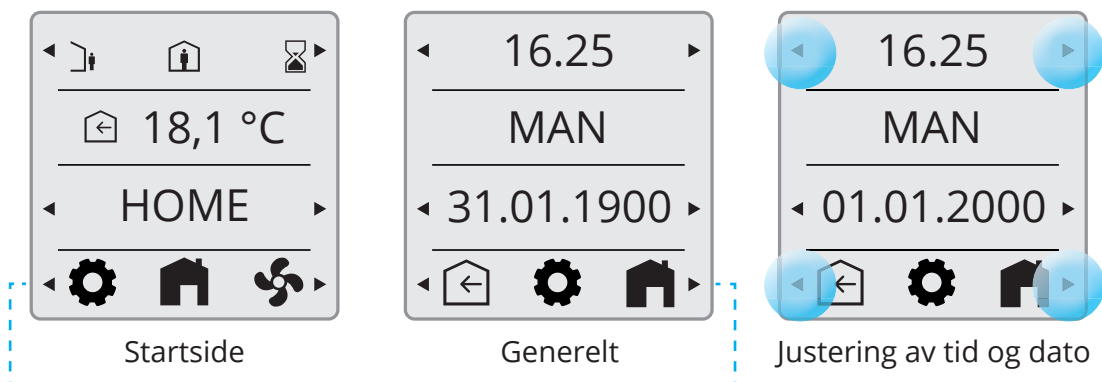 18,1 °C
HOME
Startside
16.25
MAN
31.01.1900
Generelt
16.25
MAN
01.01.2000
Justering av tid og dato